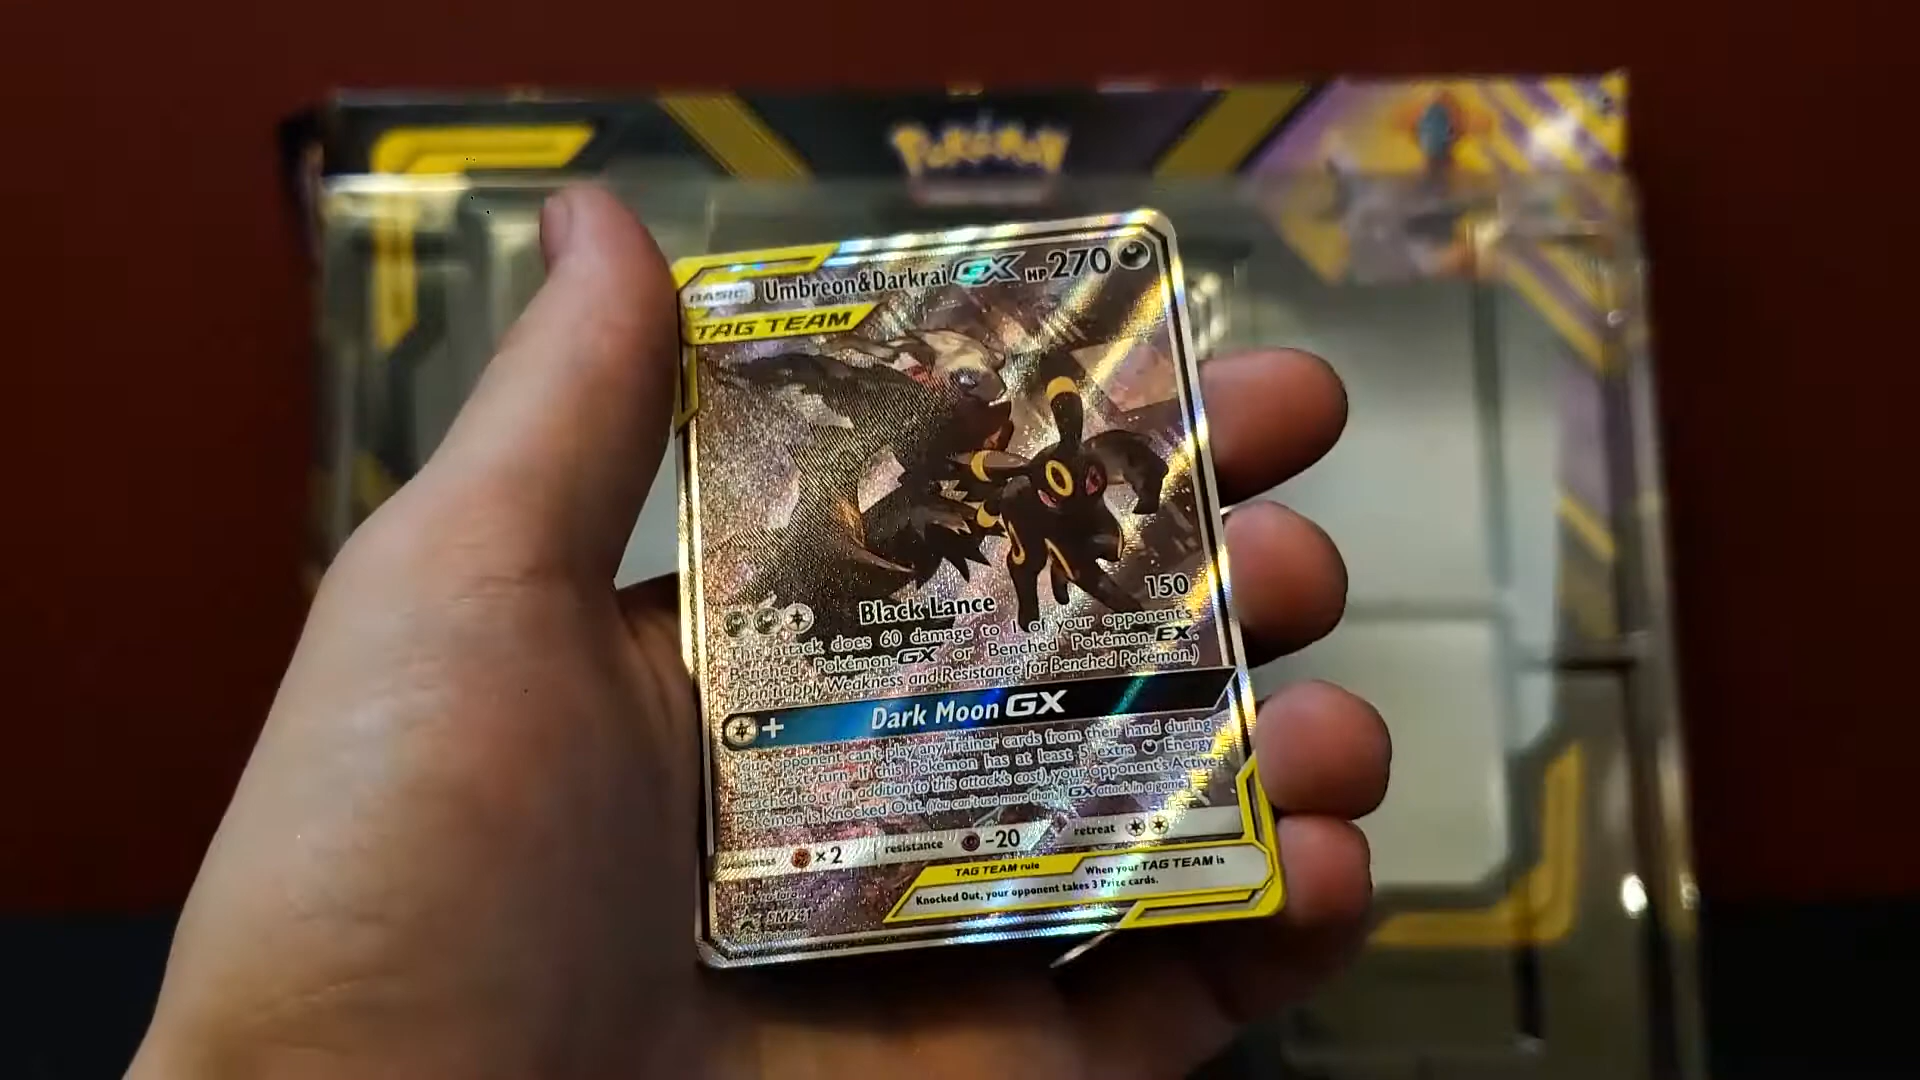 Pokémon
BASIC Umbreon&Darkrai GX HP 270
TAG TEAM
Black Lance 150
This attack does 60 damage to 1 of your opponent's
Benched Pokémon-GX or Benched Pokémon-EX.
(Don't apply Weakness and Resistance for Benched Pokémon.)
+ Dark Moon GX
Your opponent can't play any Trainer cards from their hand during
their next turn. If this Pokémon has at least 5 extra Energy
attached to it (in addition to this attack's cost), your opponent's Active
Pokémon is Knocked Out. (You can't use more than 1 GX attack in a game.)
weakness ×2 resistance -20 retreat
TAG TEAM rule When your TAG TEAM is
Knocked Out, your opponent takes 3 Prize cards.